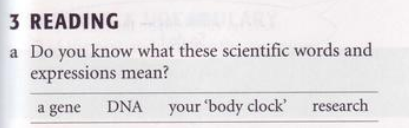 3 READING
a Do you know what these scientific words and
expressions mean?
a gene DNA your 'body clock' research